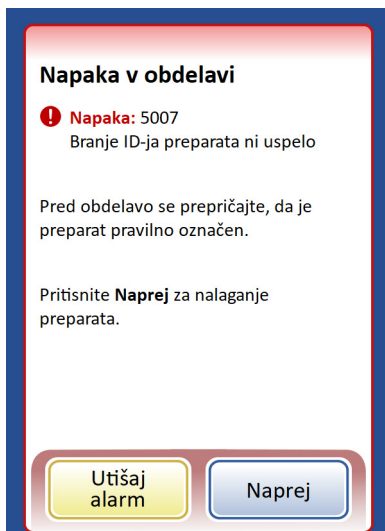 Napaka v obdelavi
Napaka: 5007
Branje ID-ja preparata ni uspelo
Pred obdelavo se prepričajte, da je
preparat pravilno označen.
Pritisnite Naprej za nalaganje
preparata.
Utišaj
alarm
Naprej